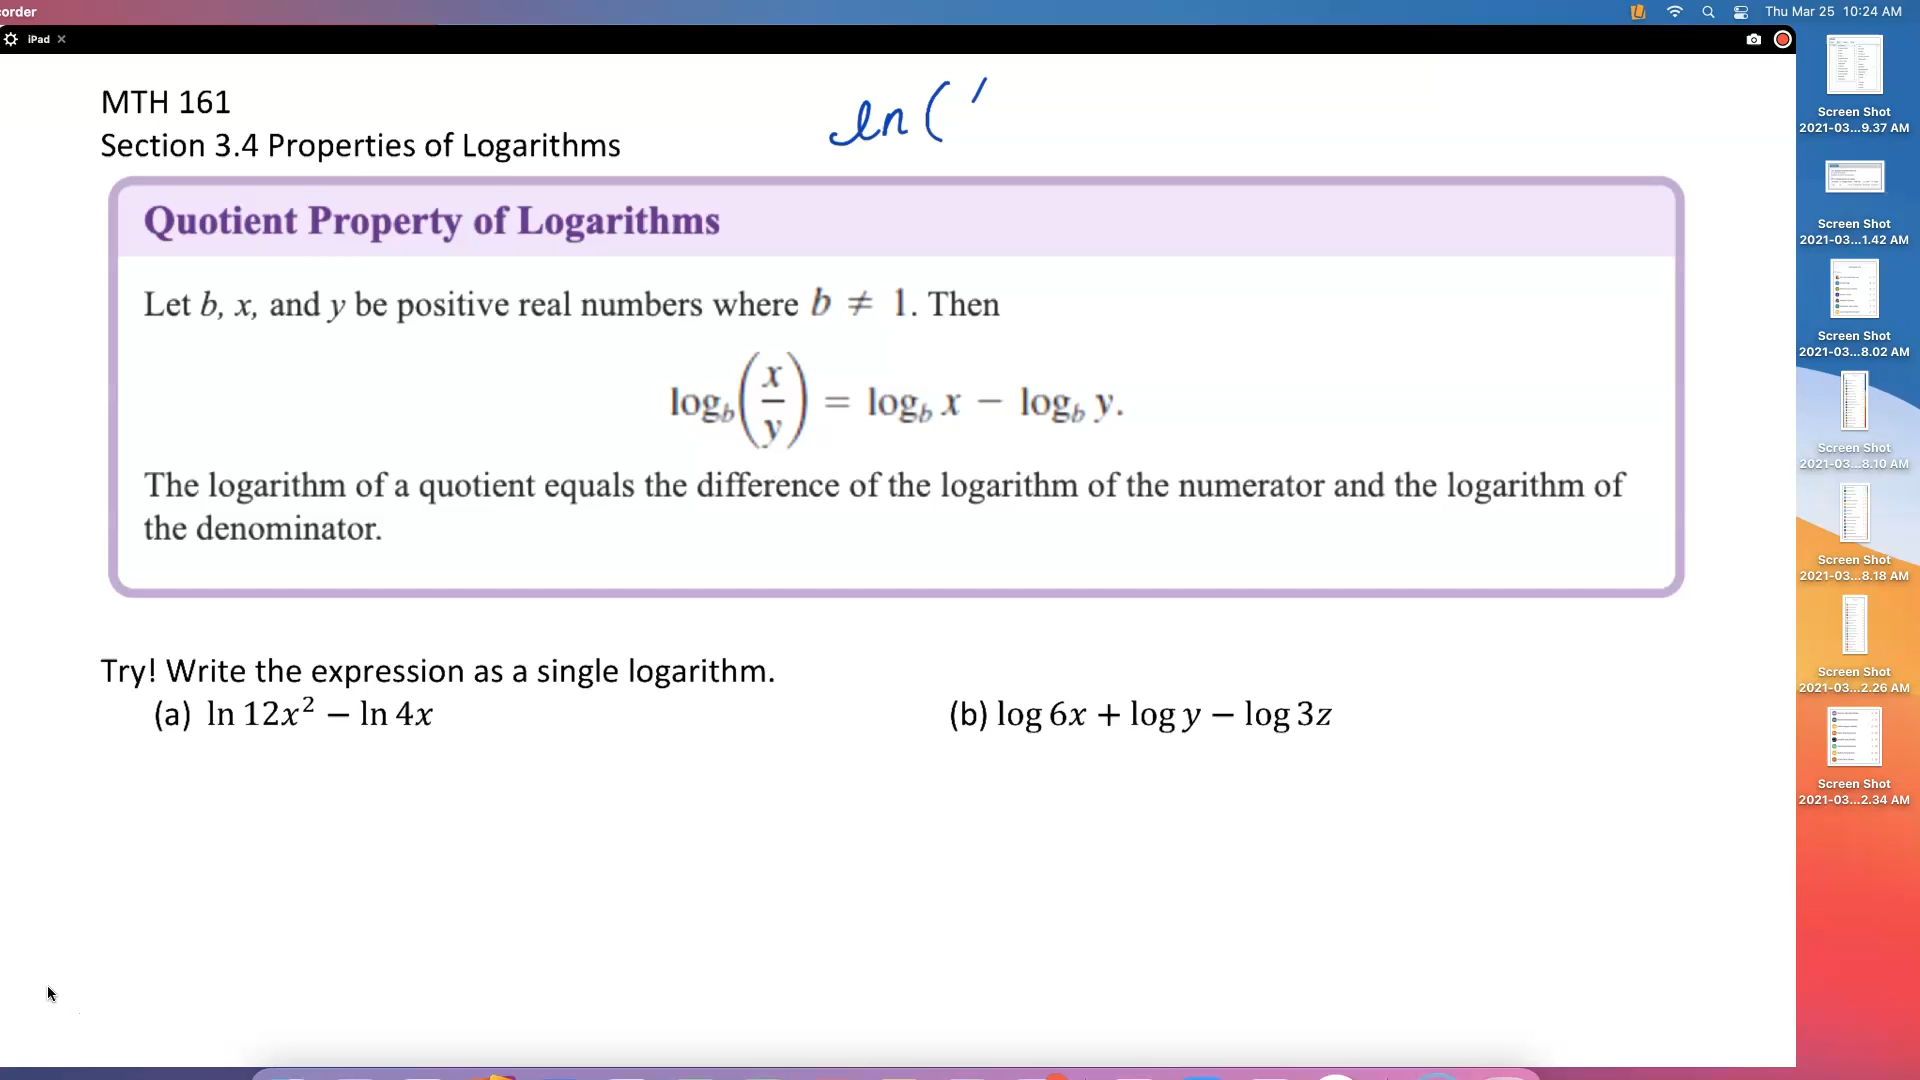 corder
Thu Mar 25 10:24 AM
iPad
MTH 161
Section 3.4 Properties of Logarithms
ln (
Quotient Property of Logarithms
Let b, x, and y be positive real numbers where b ≠ 1. Then
log_b(x/y) = log_b x − log_b y.
The logarithm of a quotient equals the difference of the logarithm of the numerator and the logarithm of
the denominator.
Try! Write the expression as a single logarithm.
(a) ln 12x² − ln 4x
(b) log 6x + log y − log 3z
Screen Shot
2021-03...9.37 AM
Screen Shot
2021-03...1.42 AM
Screen Shot
2021-03...8.02 AM
Screen Shot
2021-03...8.10 AM
Screen Shot
2021-03...8.18 AM
Screen Shot
2021-03...2.26 AM
Screen Shot
2021-03...2.34 AM